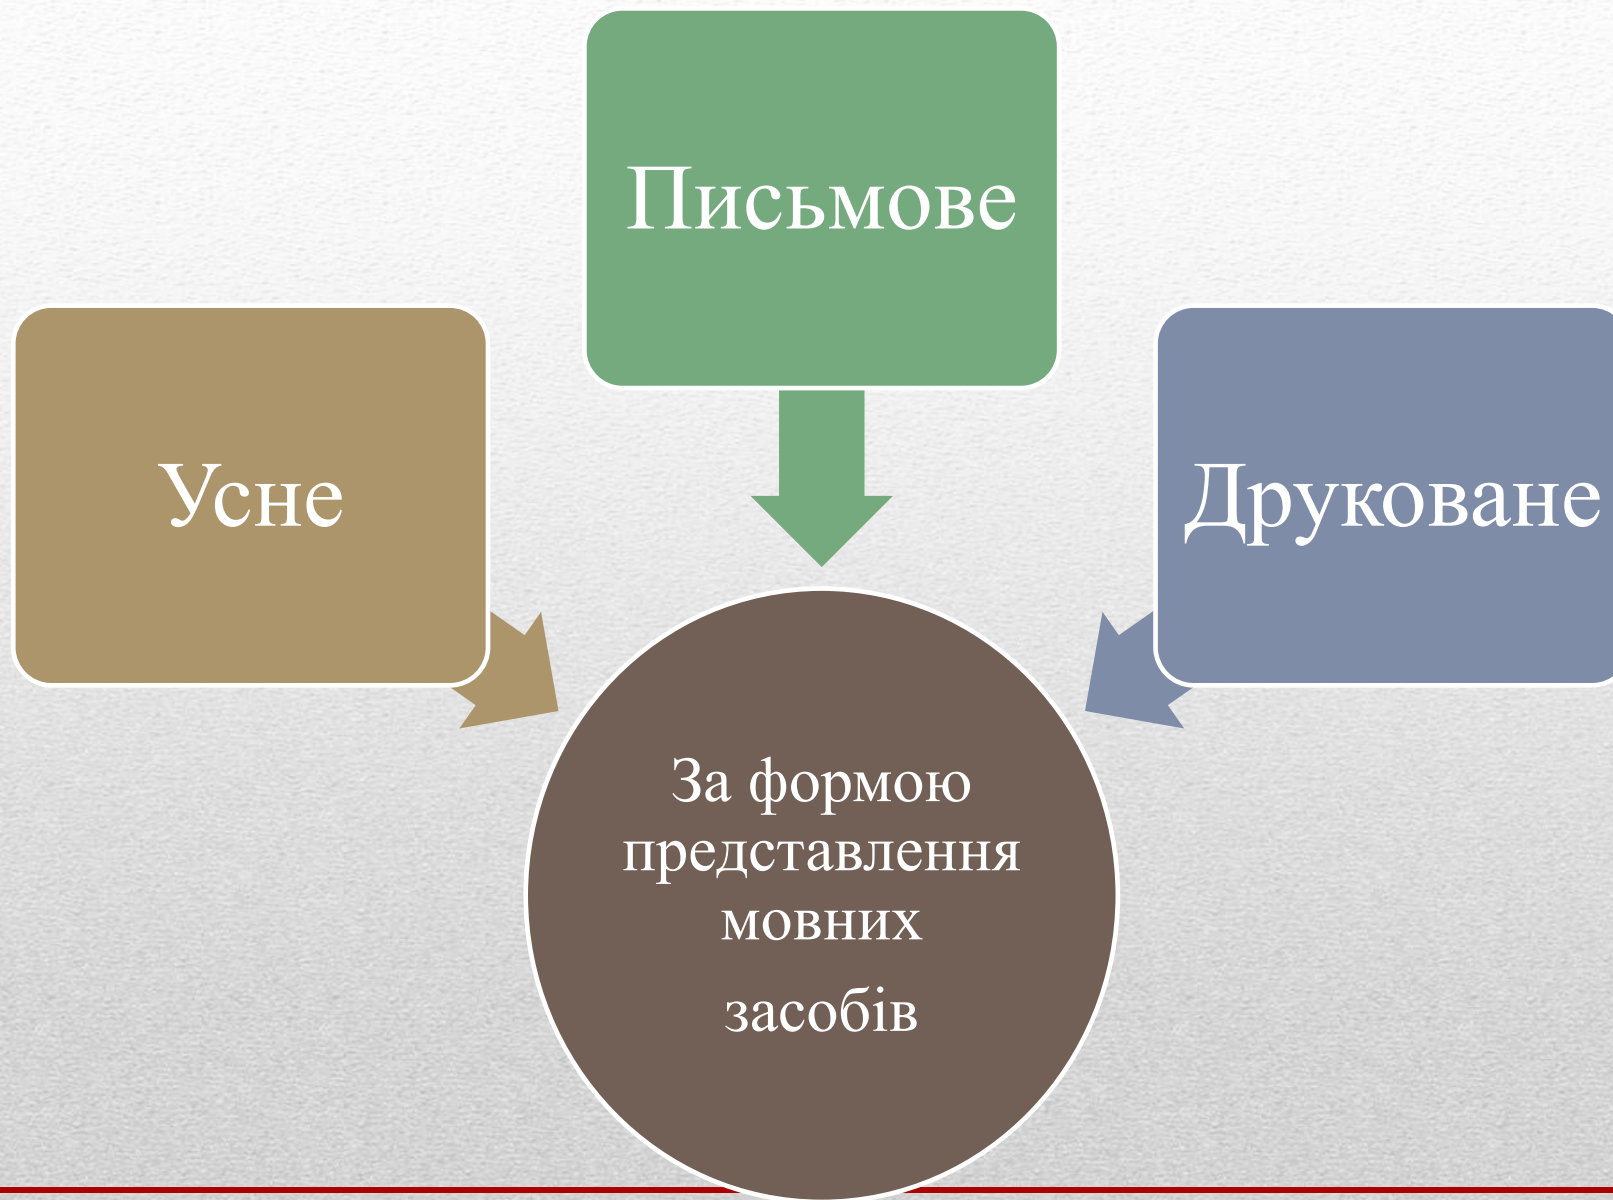 Письмове
Усне
Друковане
За формою
представлення
мовних
засобів